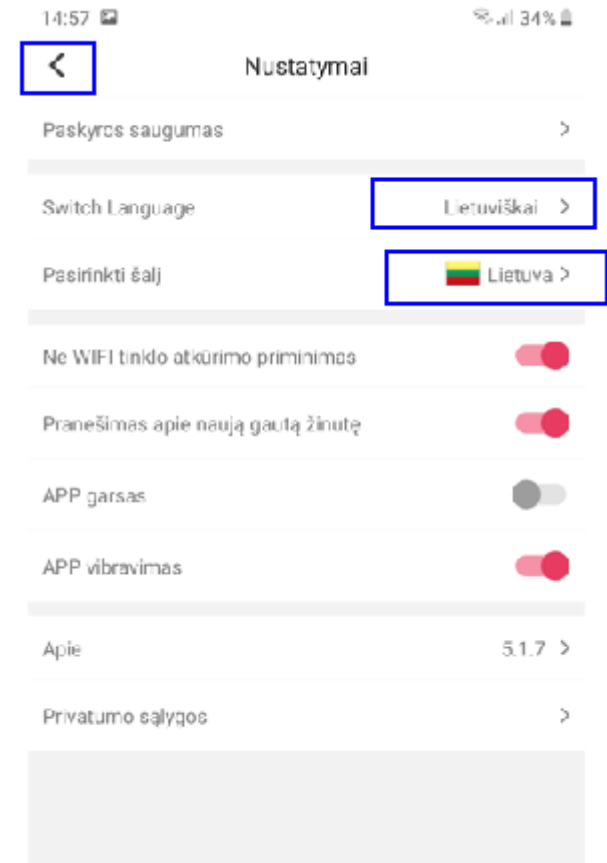 14:57 34%
Nustatymai
Paskyros saugumas
Switch Language Lietuviškai
Pasirinkti šalį Lietuva
Ne WIFI tinklo atkūrimo priminimas
Pranešimas apie naują gautą žinutę
APP garsas
APP vibravimas
Apie 5.1.7
Privatumo sąlygos